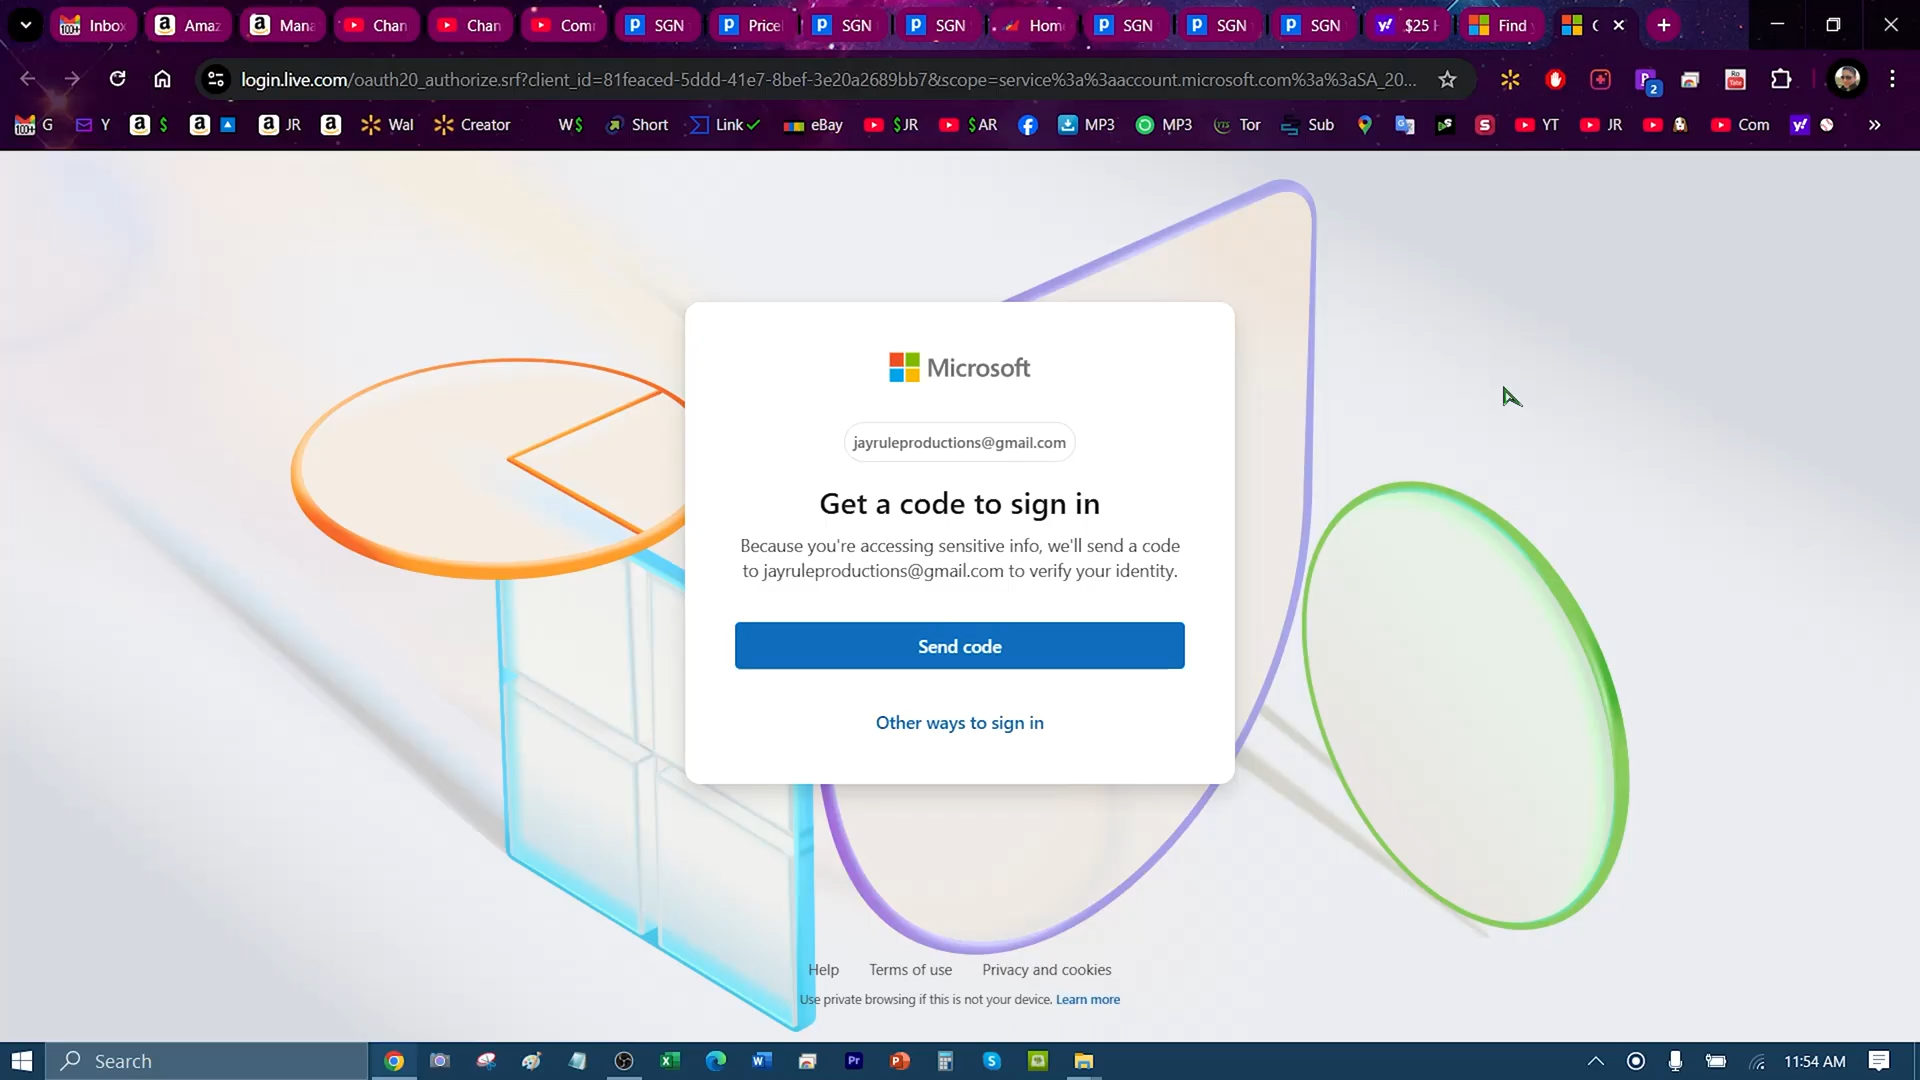 Inbox
Amaz
Mana
Chan
Chan
Com
SGN
Price
SGN
SGN
Home
SGN
SGN
SGN
$25 H
Find
login.live.com/oauth20_authorize.srf?client_id=81feaced-5ddd-41e7-8bef-3e20a2689bb7&scope=service%3a%3aaccount.microsoft.com%3a%3aSA_20...
2
G
Y
$
JR
Wal
Creator
W$
Short
Link
eBay
$JR
$AR
MP3
MP3
Tor
Sub
YT
JR
Com
Microsoft
jayruleproductions@gmail.com
Get a code to sign in
Because you're accessing sensitive info, we'll send a code
to jayruleproductions@gmail.com to verify your identity.
Send code
Other ways to sign in
Help
Terms of use
Privacy and cookies
Use private browsing if this is not your device. Learn more
Search
11:54 AM